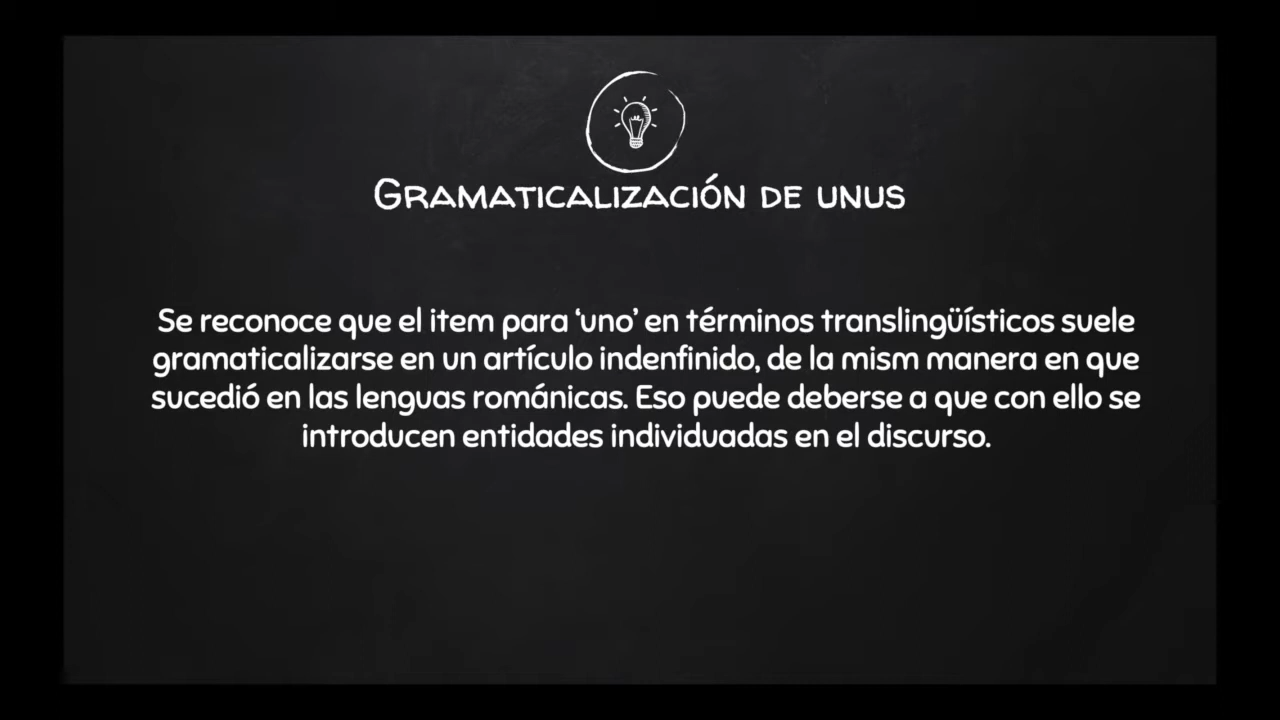 GRAMATICALIZACIÓN DE UNUS
Se reconoce que el item para ‘uno’ en términos translingüísticos suele
gramaticalizarse en un artículo indenfinido, de la mism manera en que
sucedió en las lenguas románicas. Eso puede deberse a que con ello se
introducen entidades individuadas en el discurso.